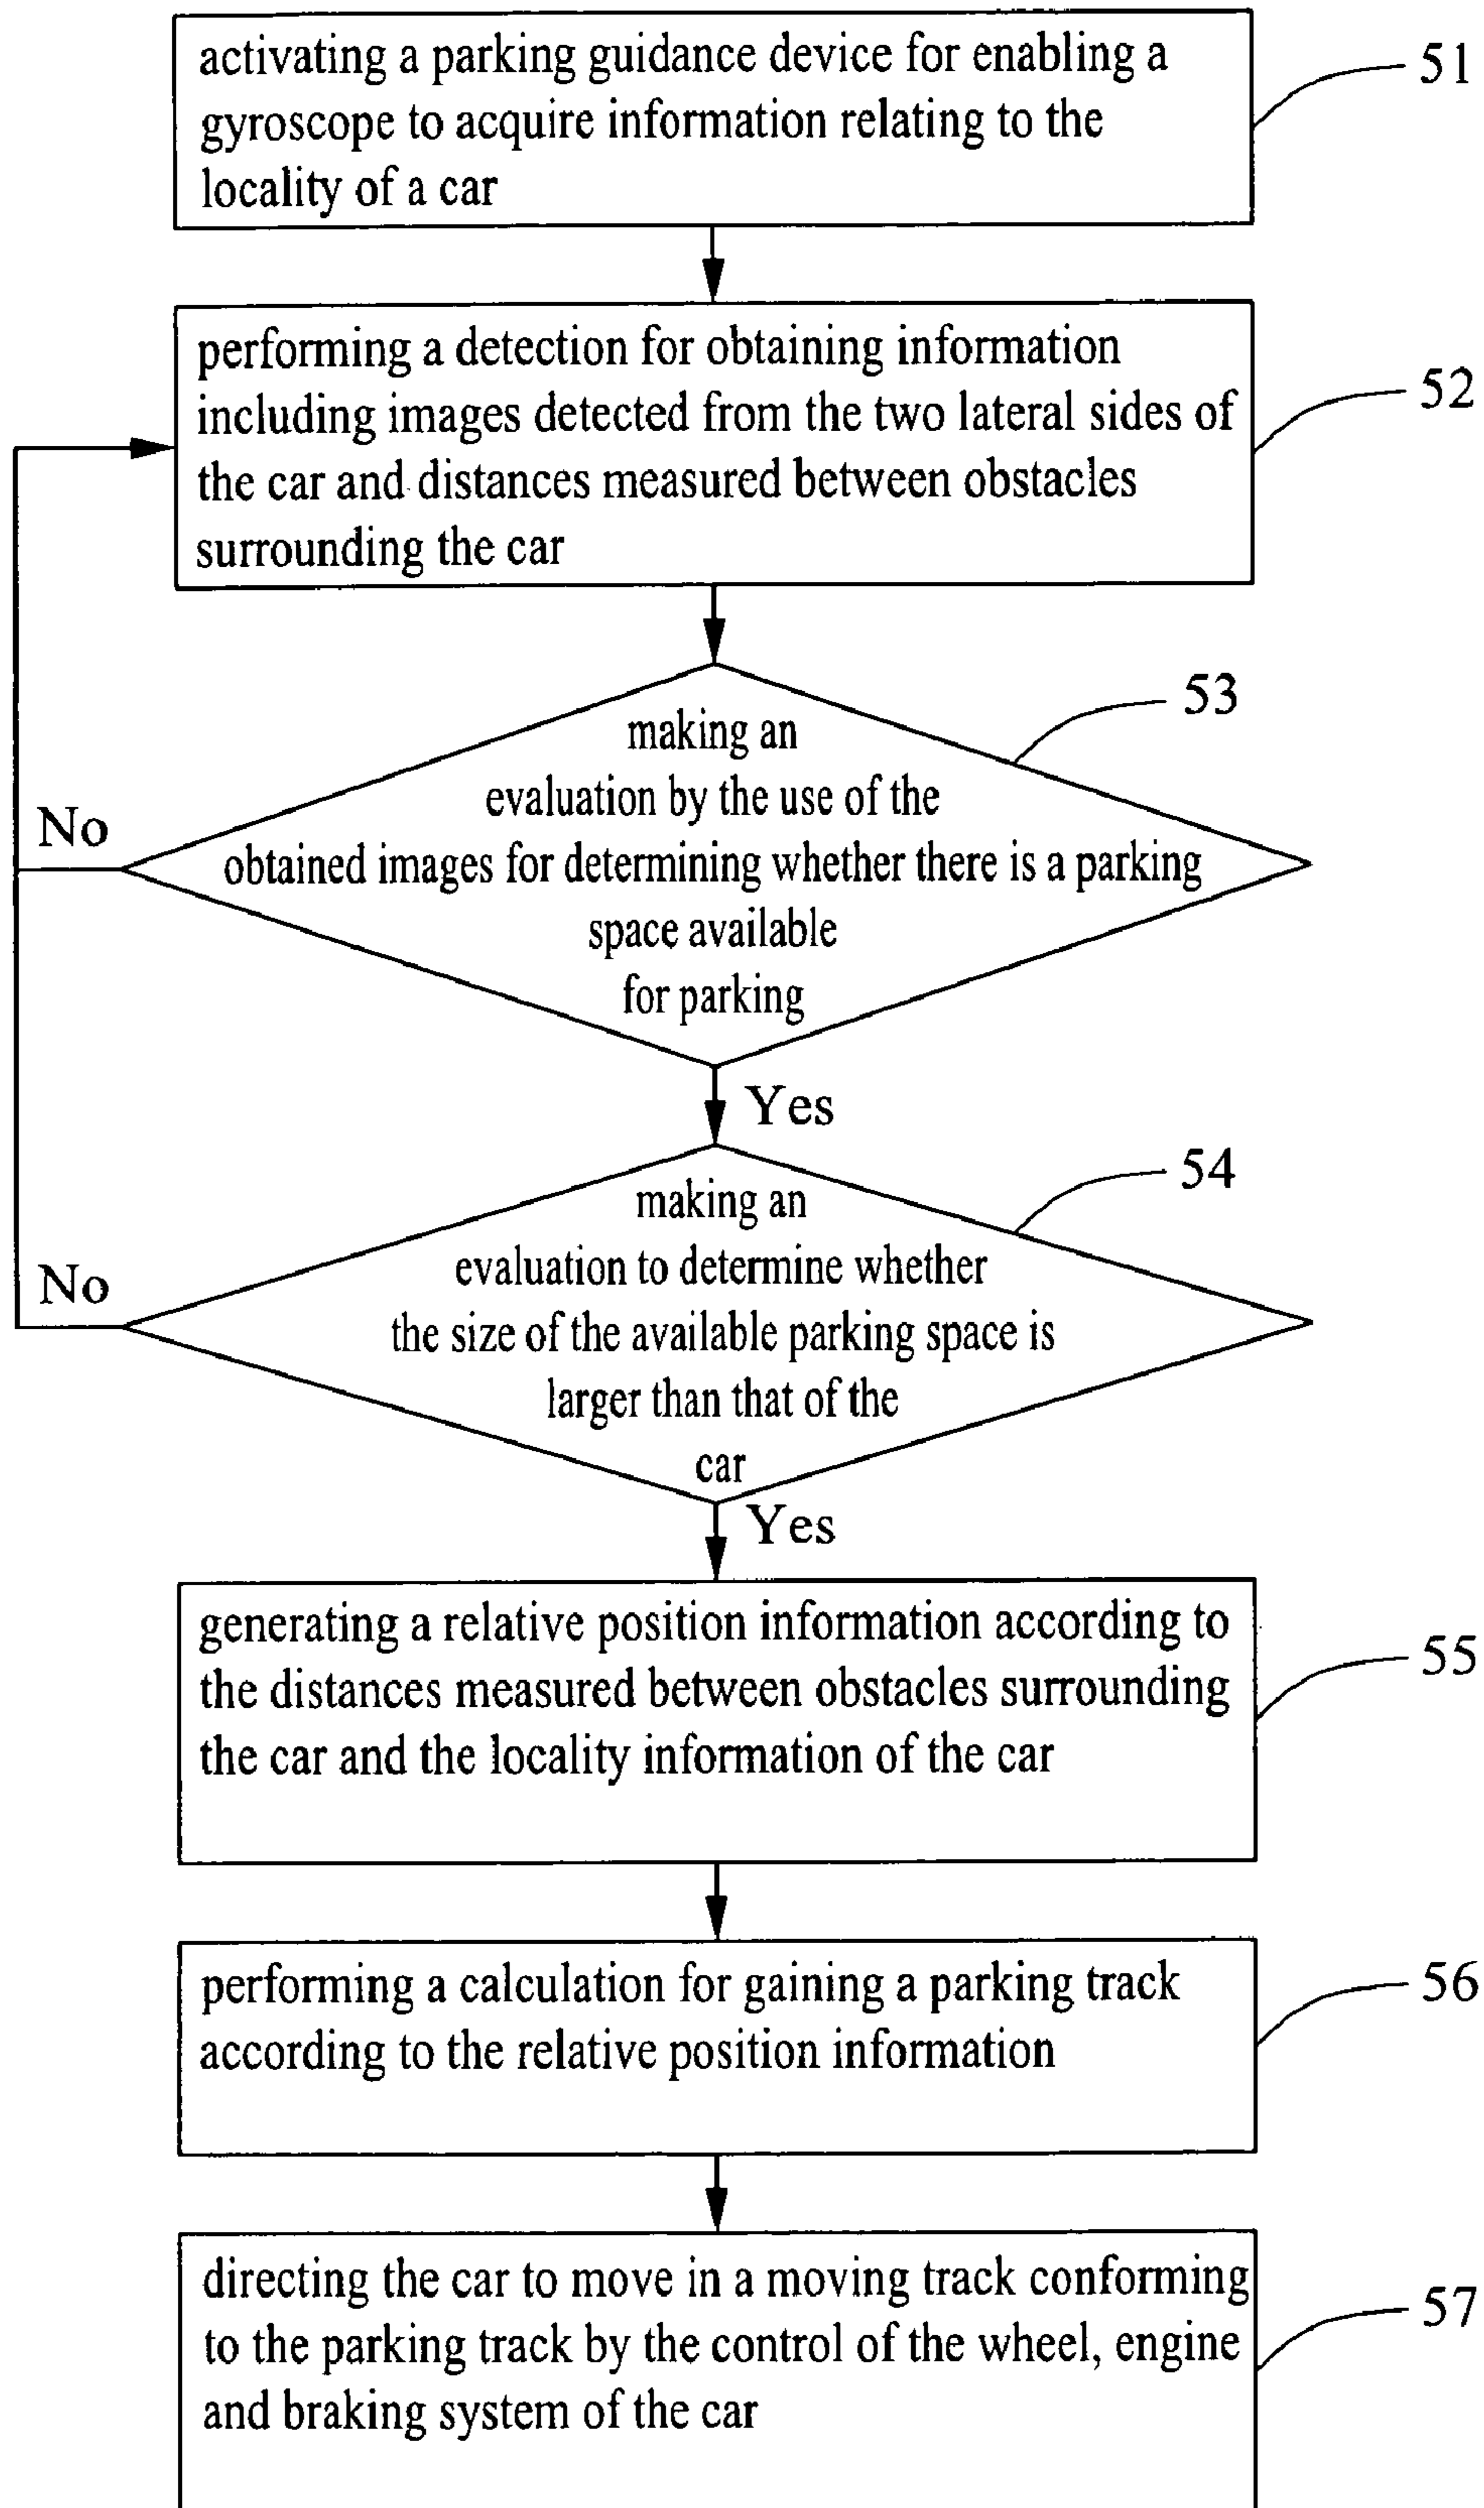 activating a parking guidance device for enabling a
gyroscope to acquire information relating to the
locality of a car
51
performing a detection for obtaining information
including images detected from the two lateral sides of
the car and distances measured between obstacles
surrounding the car
52
making an
evaluation by the use of the
obtained images for determining whether there is a parking
space available
for parking
53
No
Yes
making an
evaluation to determine whether
the size of the available parking space is
larger than that of the
car
54
No
Yes
generating a relative position information according to
the distances measured between obstacles surrounding
the car and the locality information of the car
55
performing a calculation for gaining a parking track
according to the relative position information
56
directing the car to move in a moving track conforming
to the parking track by the control of the wheel, engine
and braking system of the car
57